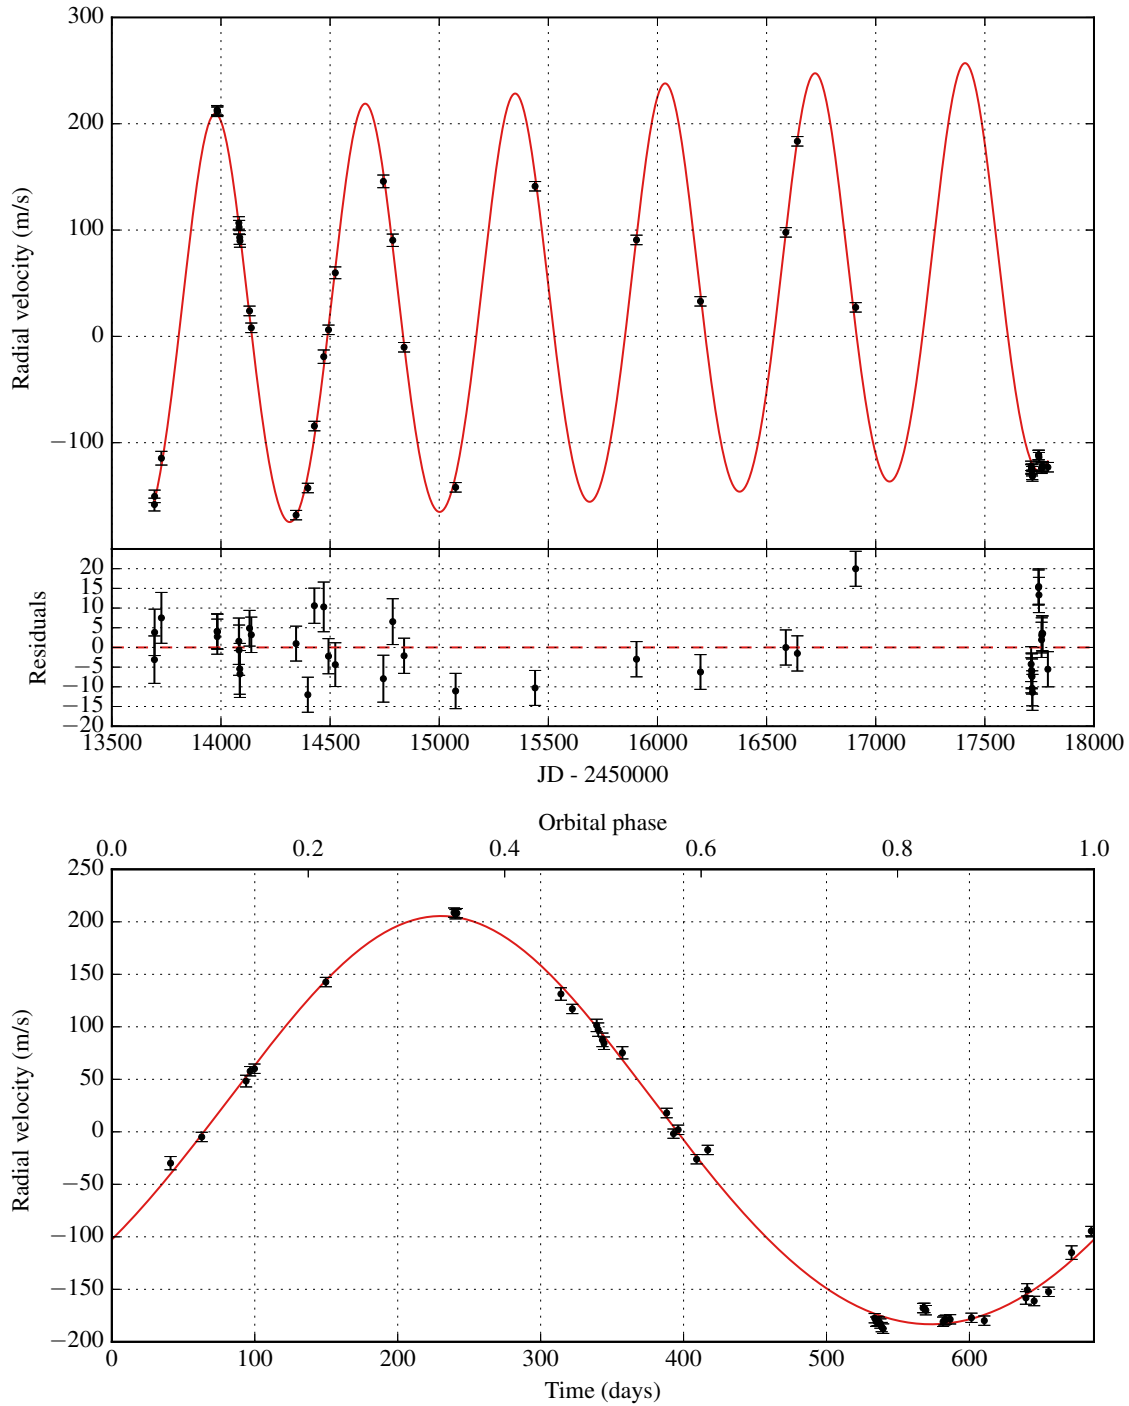 300
200
100
0
−100
Radial velocity (m/s)
20
15
10
5
0
−5
−10
−15
−20
Residuals
13500 14000 14500 15000 15500 16000 16500 17000 17500 18000
JD - 2450000
Orbital phase
0.0 0.2 0.4 0.6 0.8 1.0
250
200
150
100
50
0
−50
−100
−150
−200
Radial velocity (m/s)
0 100 200 300 400 500 600
Time (days)